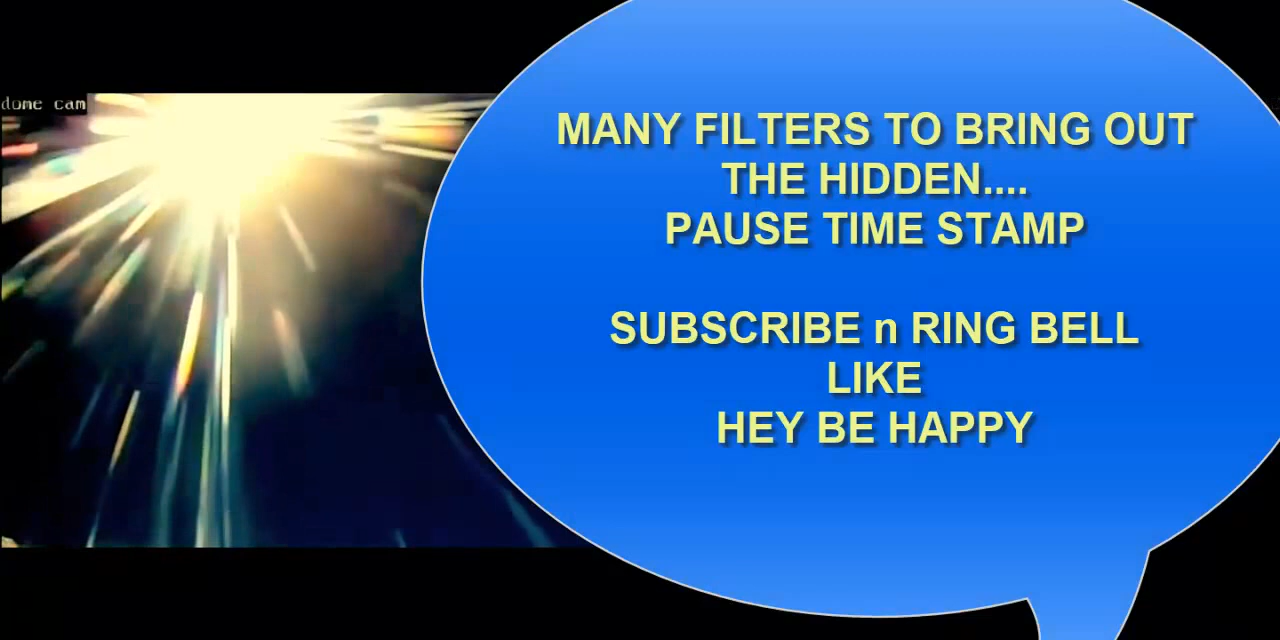 dome cam
MANY FILTERS TO BRING OUT
THE HIDDEN....
PAUSE TIME STAMP
SUBSCRIBE n RING BELL
LIKE
HEY BE HAPPY